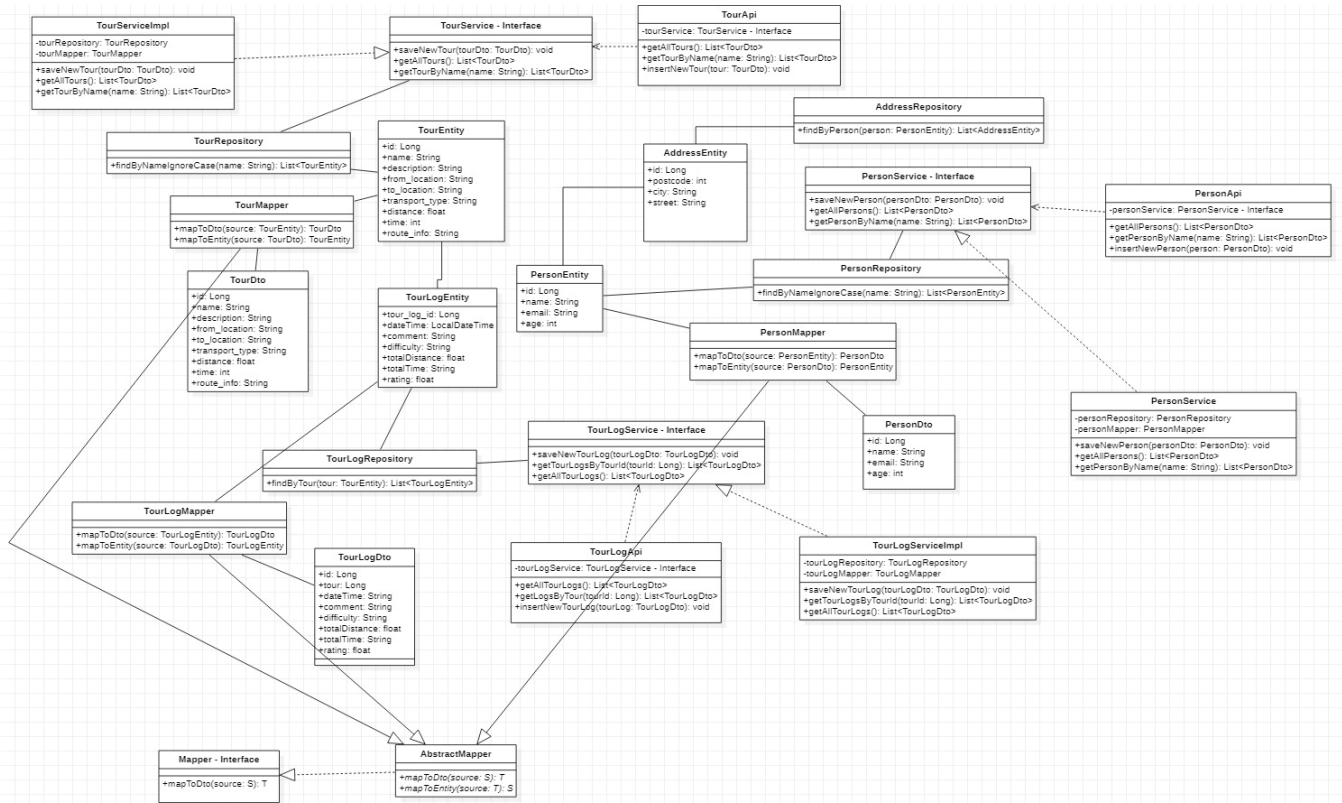 TourServiceImpl
-tourRepository: TourRepository
-tourMapper: TourMapper
+saveNewTour(tourDto: TourDto): void
+getAllTours(): List<TourDto>
+getTourByName(name: String): List<TourDto>
TourService - Interface
+saveNewTour(tourDto: TourDto): void
+getAllTours(): List<TourDto>
+getTourByName(name: String): List<TourDto>
TourApi
-tourService: TourService - Interface
+getAllTours(): List<TourDto>
+getTourByName(name: String): List<TourDto>
+insertNewTour(tour: TourDto): void
TourRepository
+findByNameIgnoreCase(name: String): List<TourEntity>
TourEntity
+id: Long
+name: String
+description: String
+from_location: String
+to_location: String
+transport_type: String
+distance: float
+time: int
+route_info: String
AddressRepository
+findByPerson(person: PersonEntity): List<AddressEntity>
AddressEntity
+id: Long
+postcode: int
+city: String
+street: String
PersonService - Interface
+saveNewPerson(personDto: PersonDto): void
+getAllPersons(): List<PersonDto>
+getPersonByName(name: String): List<PersonDto>
PersonApi
-personService: PersonService - Interface
+getAllPersons(): List<PersonDto>
+getPersonByName(name: String): List<PersonDto>
+insertNewPerson(person: PersonDto): void
TourMapper
+mapToDto(source: TourEntity): TourDto
+mapToEntity(source: TourDto): TourEntity
TourDto
+id: Long
+name: String
+description: String
+from_location: String
+to_location: String
+transport_type: String
+distance: float
+time: int
+route_info: String
TourLogEntity
+tour_log_id: Long
+dateTime: LocalDateTime
+comment: String
+difficulty: String
+totalDistance: float
+totalTime: String
+rating: float
PersonEntity
+id: Long
+name: String
+email: String
+age: int
PersonRepository
+findByNameIgnoreCase(name: String): List<PersonEntity>
PersonMapper
+mapToDto(source: PersonEntity): PersonDto
+mapToEntity(source: PersonDto): PersonEntity
PersonService
-personRepository: PersonRepository
-personMapper: PersonMapper
+saveNewPerson(personDto: PersonDto): void
+getAllPersons(): List<PersonDto>
+getPersonByName(name: String): List<PersonDto>
PersonDto
+id: Long
+name: String
+email: String
+age: int
TourLogService - Interface
+saveNewTourLog(tourLogDto: TourLogDto): void
+getTourLogsByTourId(tourId: Long): List<TourLogDto>
+getAllTourLogs(): List<TourLogDto>
TourLogRepository
+findByTour(tour: TourEntity): List<TourLogEntity>
TourLogMapper
+mapToDto(source: TourLogEntity): TourLogDto
+mapToEntity(source: TourLogDto): TourLogEntity
TourLogDto
+id: Long
+tour: Long
+dateTime: String
+comment: String
+difficulty: String
+totalDistance: float
+totalTime: String
+rating: float
TourLogApi
-tourLogService: TourLogService - Interface
+getAllTourLogs(): List<TourLogDto>
+getLogsByTour(tourId: Long): List<TourLogDto>
+insertNewTourLog(tourLog: TourLogDto): void
TourLogServiceImpl
-tourLogRepository: TourLogRepository
-tourLogMapper: TourLogMapper
+saveNewTourLog(tourLogDto: TourLogDto): void
+getTourLogsByTourId(tourId: Long): List<TourLogDto>
+getAllTourLogs(): List<TourLogDto>
Mapper - Interface
+mapToDto(source: S): T
AbstractMapper
+mapToDto(source: S): T
+mapToEntity(source: T): S